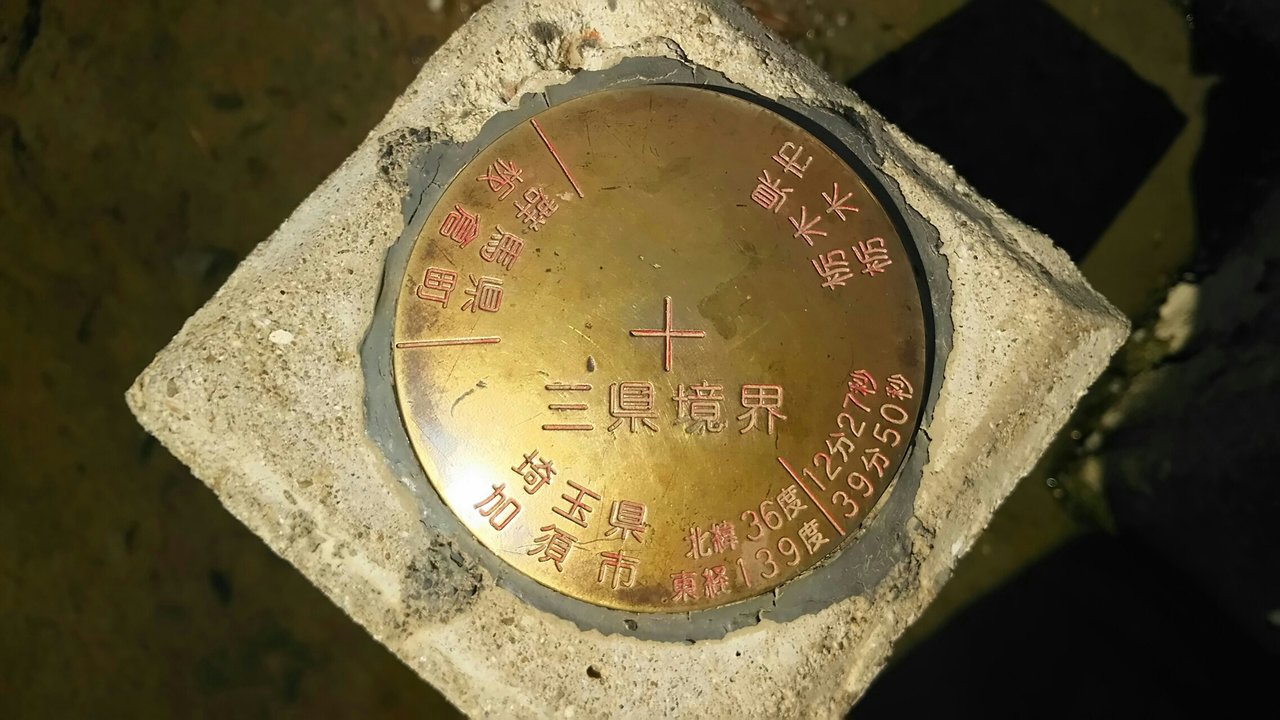 三県境界
埼玉県
加須市
群馬県
板倉町
栃木県
栃木市
北緯36度12分27秒
東経139度39分50秒